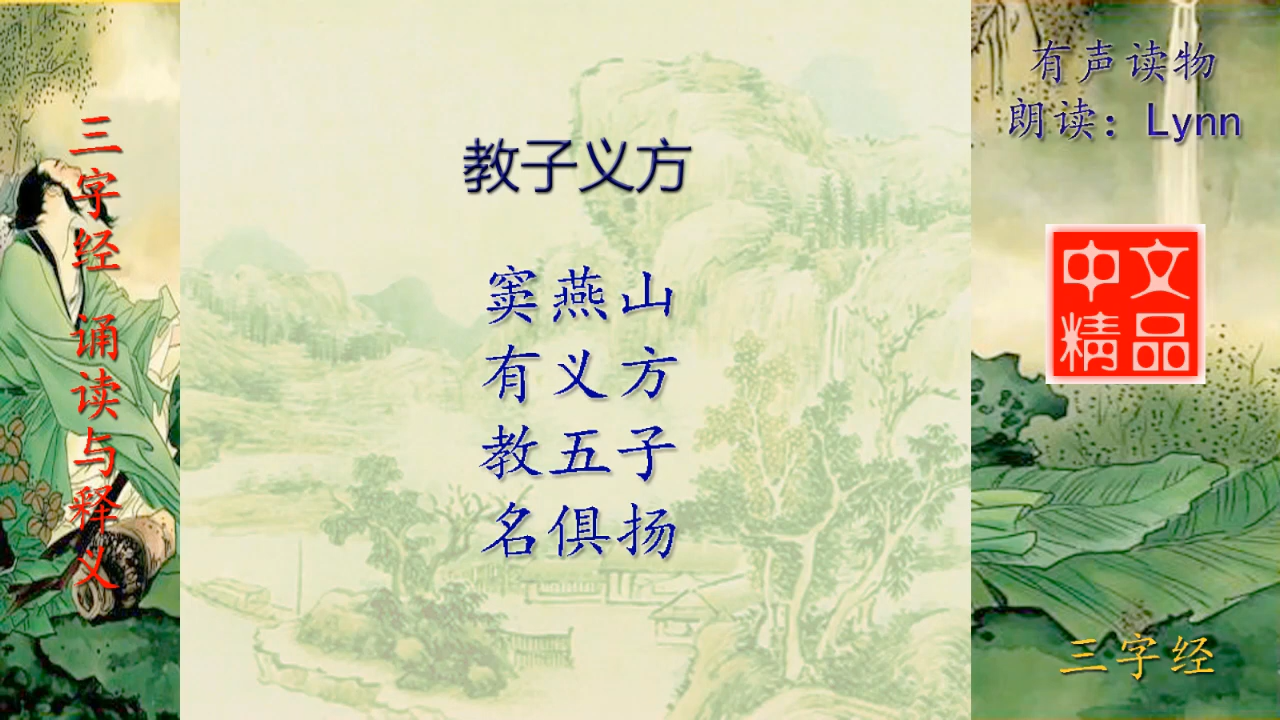 三字经 诵读与释义
教子义方
窦燕山
有义方
教五子
名俱扬
有声读物
朗读：Lynn
中文
精品
三字经